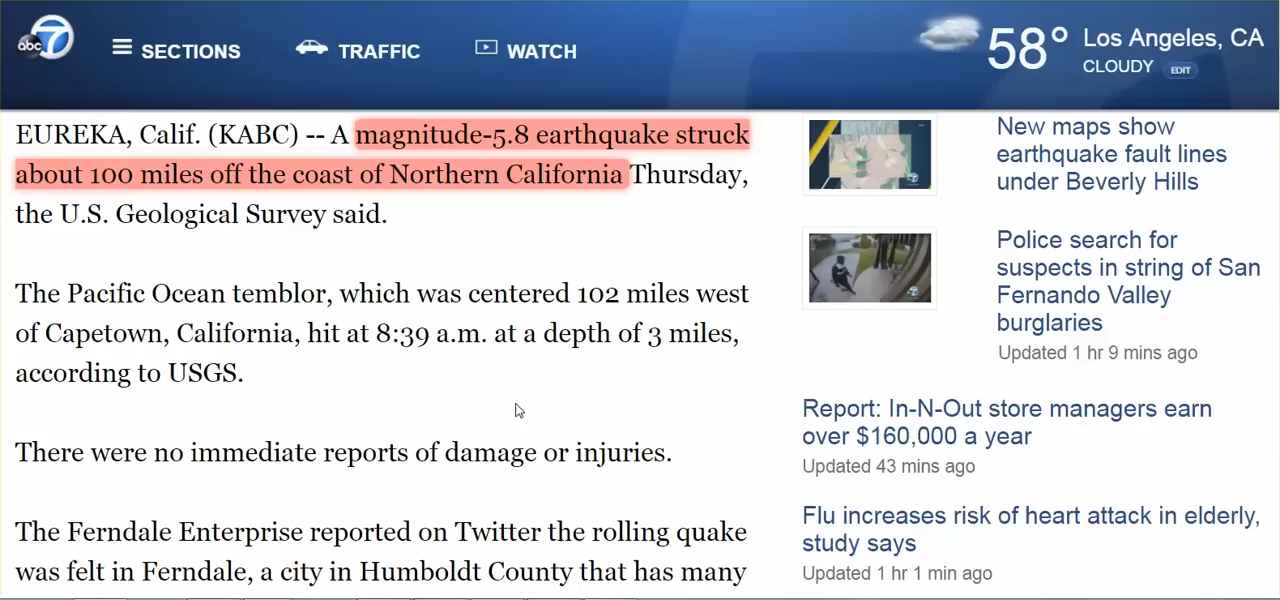 abc 7
SECTIONS
TRAFFIC
WATCH
58°
Los Angeles, CA
CLOUDY
EDIT
EUREKA, Calif. (KABC) -- A magnitude-5.8 earthquake struck
about 100 miles off the coast of Northern California Thursday,
the U.S. Geological Survey said.
The Pacific Ocean temblor, which was centered 102 miles west
of Capetown, California, hit at 8:39 a.m. at a depth of 3 miles,
according to USGS.
There were no immediate reports of damage or injuries.
The Ferndale Enterprise reported on Twitter the rolling quake
was felt in Ferndale, a city in Humboldt County that has many
New maps show
earthquake fault lines
under Beverly Hills
Police search for
suspects in string of San
Fernando Valley
burglaries
Updated 1 hr 9 mins ago
Report: In-N-Out store managers earn
over $160,000 a year
Updated 43 mins ago
Flu increases risk of heart attack in elderly,
study says
Updated 1 hr 1 min ago